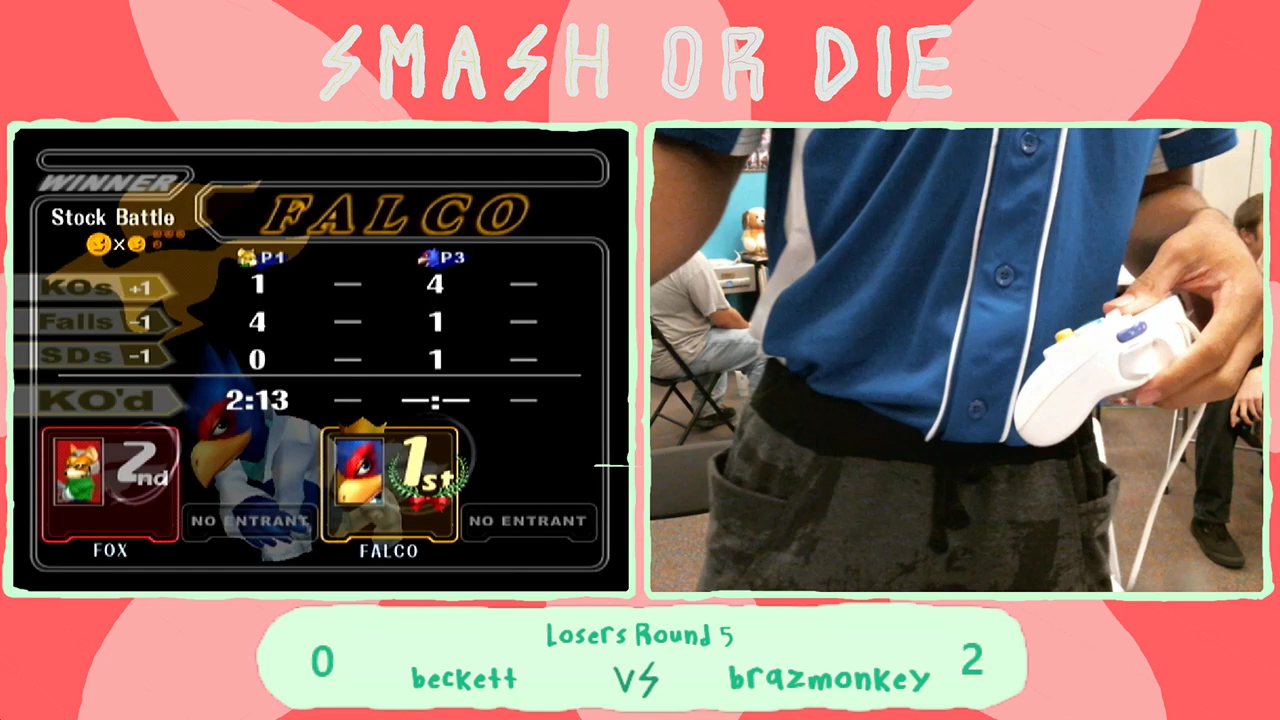 SMASH OR DIE
WINNER
FALCO
Stock Battle
x
P1 P3
KOs +1 1 — 4 —
Falls -1 4 — 1 —
SDs -1 0 — 1 —
KO'd 2:13 — —:— —
2nd 1st
NO ENTRANT NO ENTRANT
FOX FALCO
Losers Round 5
0 beckett VS brazmonkey 2